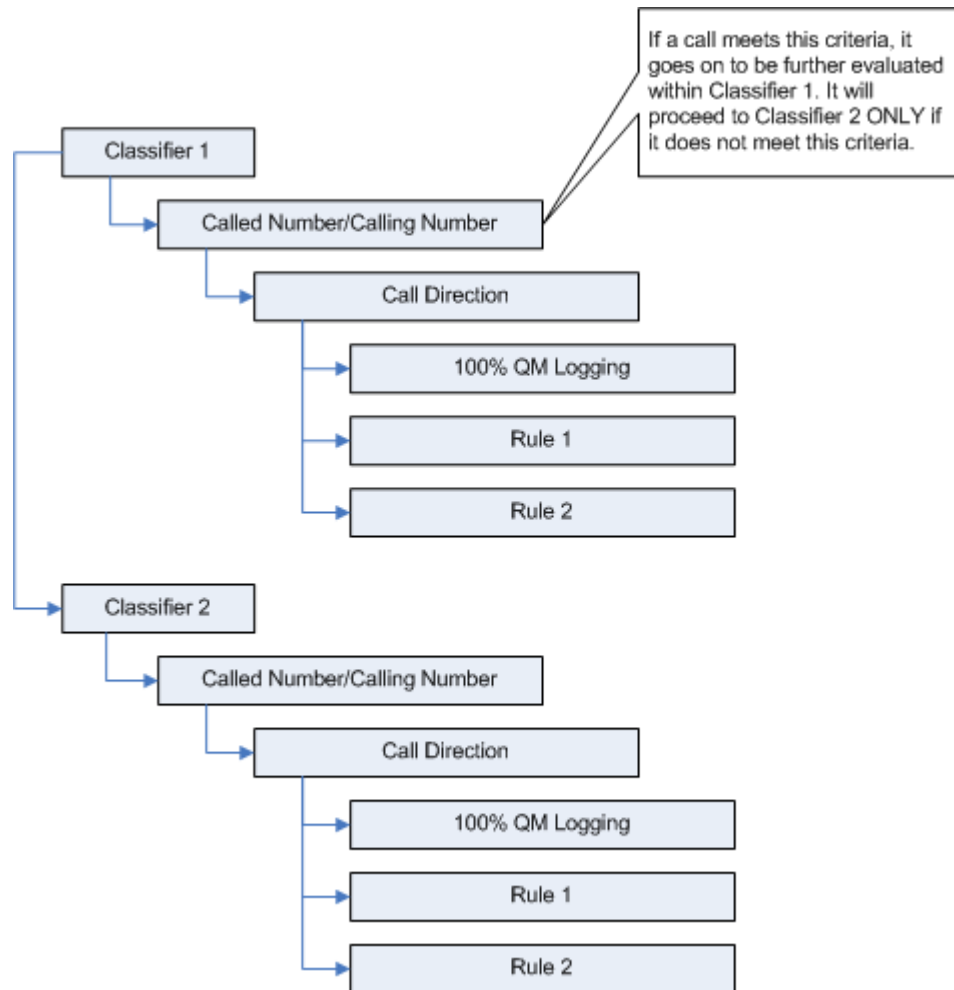 If a call meets this criteria, it
goes on to be further evaluated
within Classifier 1. It will
proceed to Classifier 2 ONLY if
it does not meet this criteria.
Classifier 1
Called Number/Calling Number
Call Direction
100% QM Logging
Rule 1
Rule 2
Classifier 2
Called Number/Calling Number
Call Direction
100% QM Logging
Rule 1
Rule 2